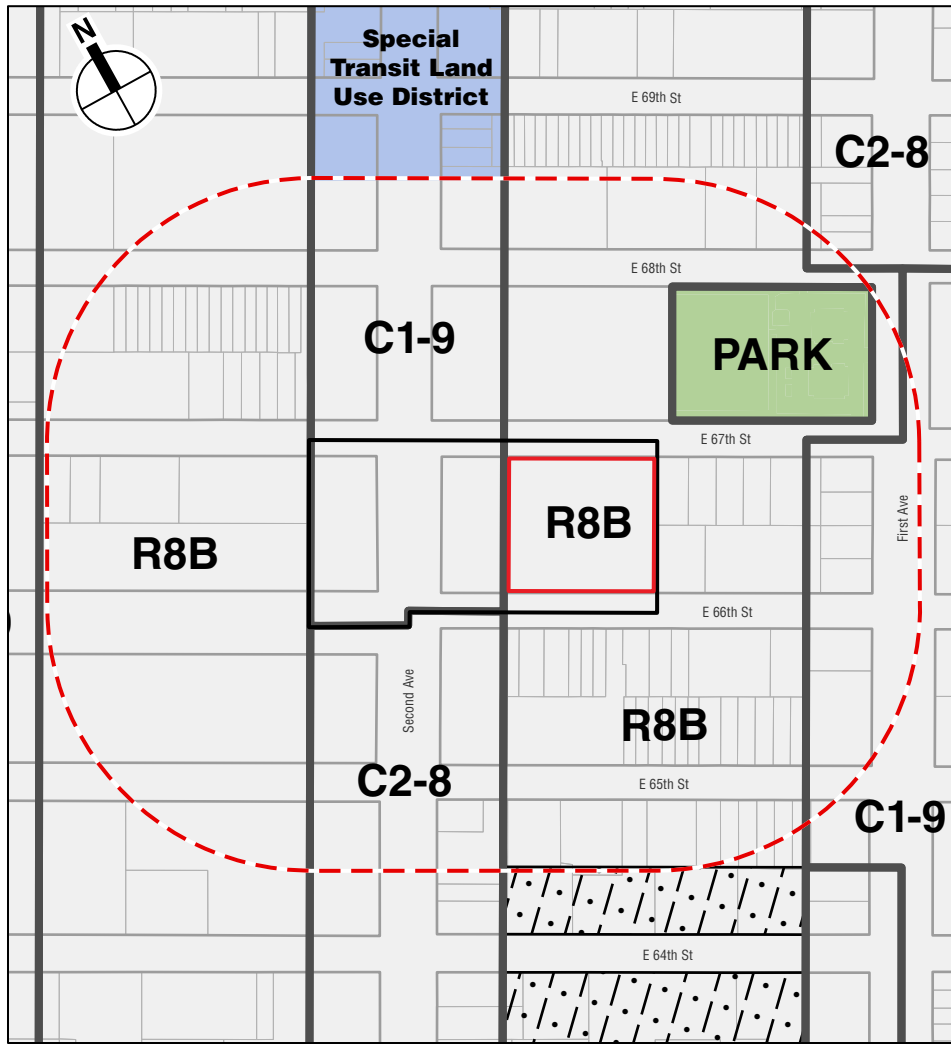 N
Special
Transit Land
Use District
E 69th St
C2-8
E 68th St
C1-9
PARK
E 67th St
R8B
R8B
First Ave
E 66th St
Second Ave
R8B
C2-8
E 65th St
C1-9
E 64th St